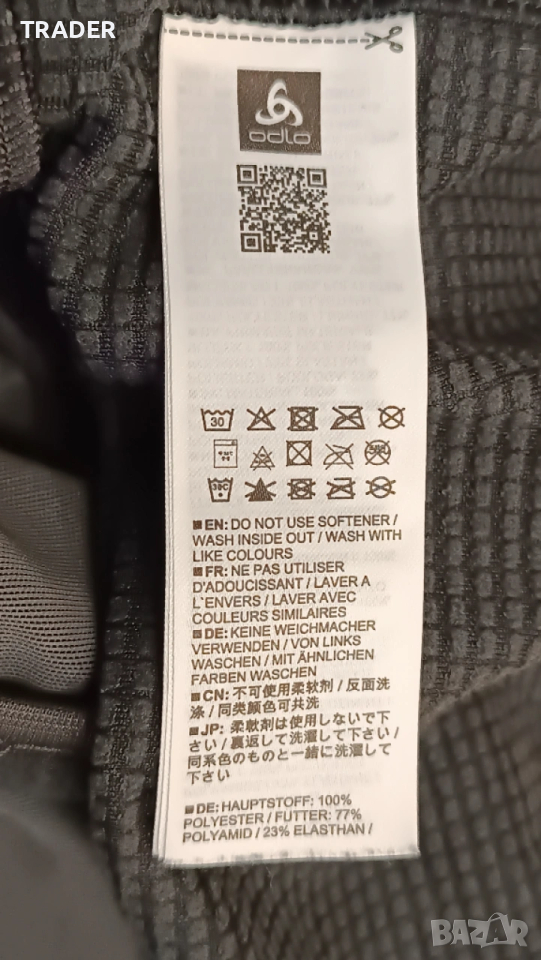 TRADER
odlo
30
30C
■EN: DO NOT USE SOFTENER /
WASH INSIDE OUT / WASH WITH
LIKE COLOURS
■FR: NE PAS UTILISER
D'ADOUCISSANT / LAVER A
L`ENVERS / LAVER AVEC
COULEURS SIMILAIRES
■DE: KEINE WEICHMACHER
VERWENDEN / VON LINKS
WASCHEN / MIT ÄHNLICHEN
FARBEN WASCHEN
■CN: 不可使用柔软剂 / 反面洗
涤 / 同类颜色可共洗
■JP: 柔軟剤は使用しないで下
さい / 裏返して洗濯して下さい /
同系色のものと一緒に洗濯して
下さい
■DE: HAUPTSTOFF: 100%
POLYESTER / FUTTER: 77%
POLYAMID / 23% ELASTHAN /
BAZAR